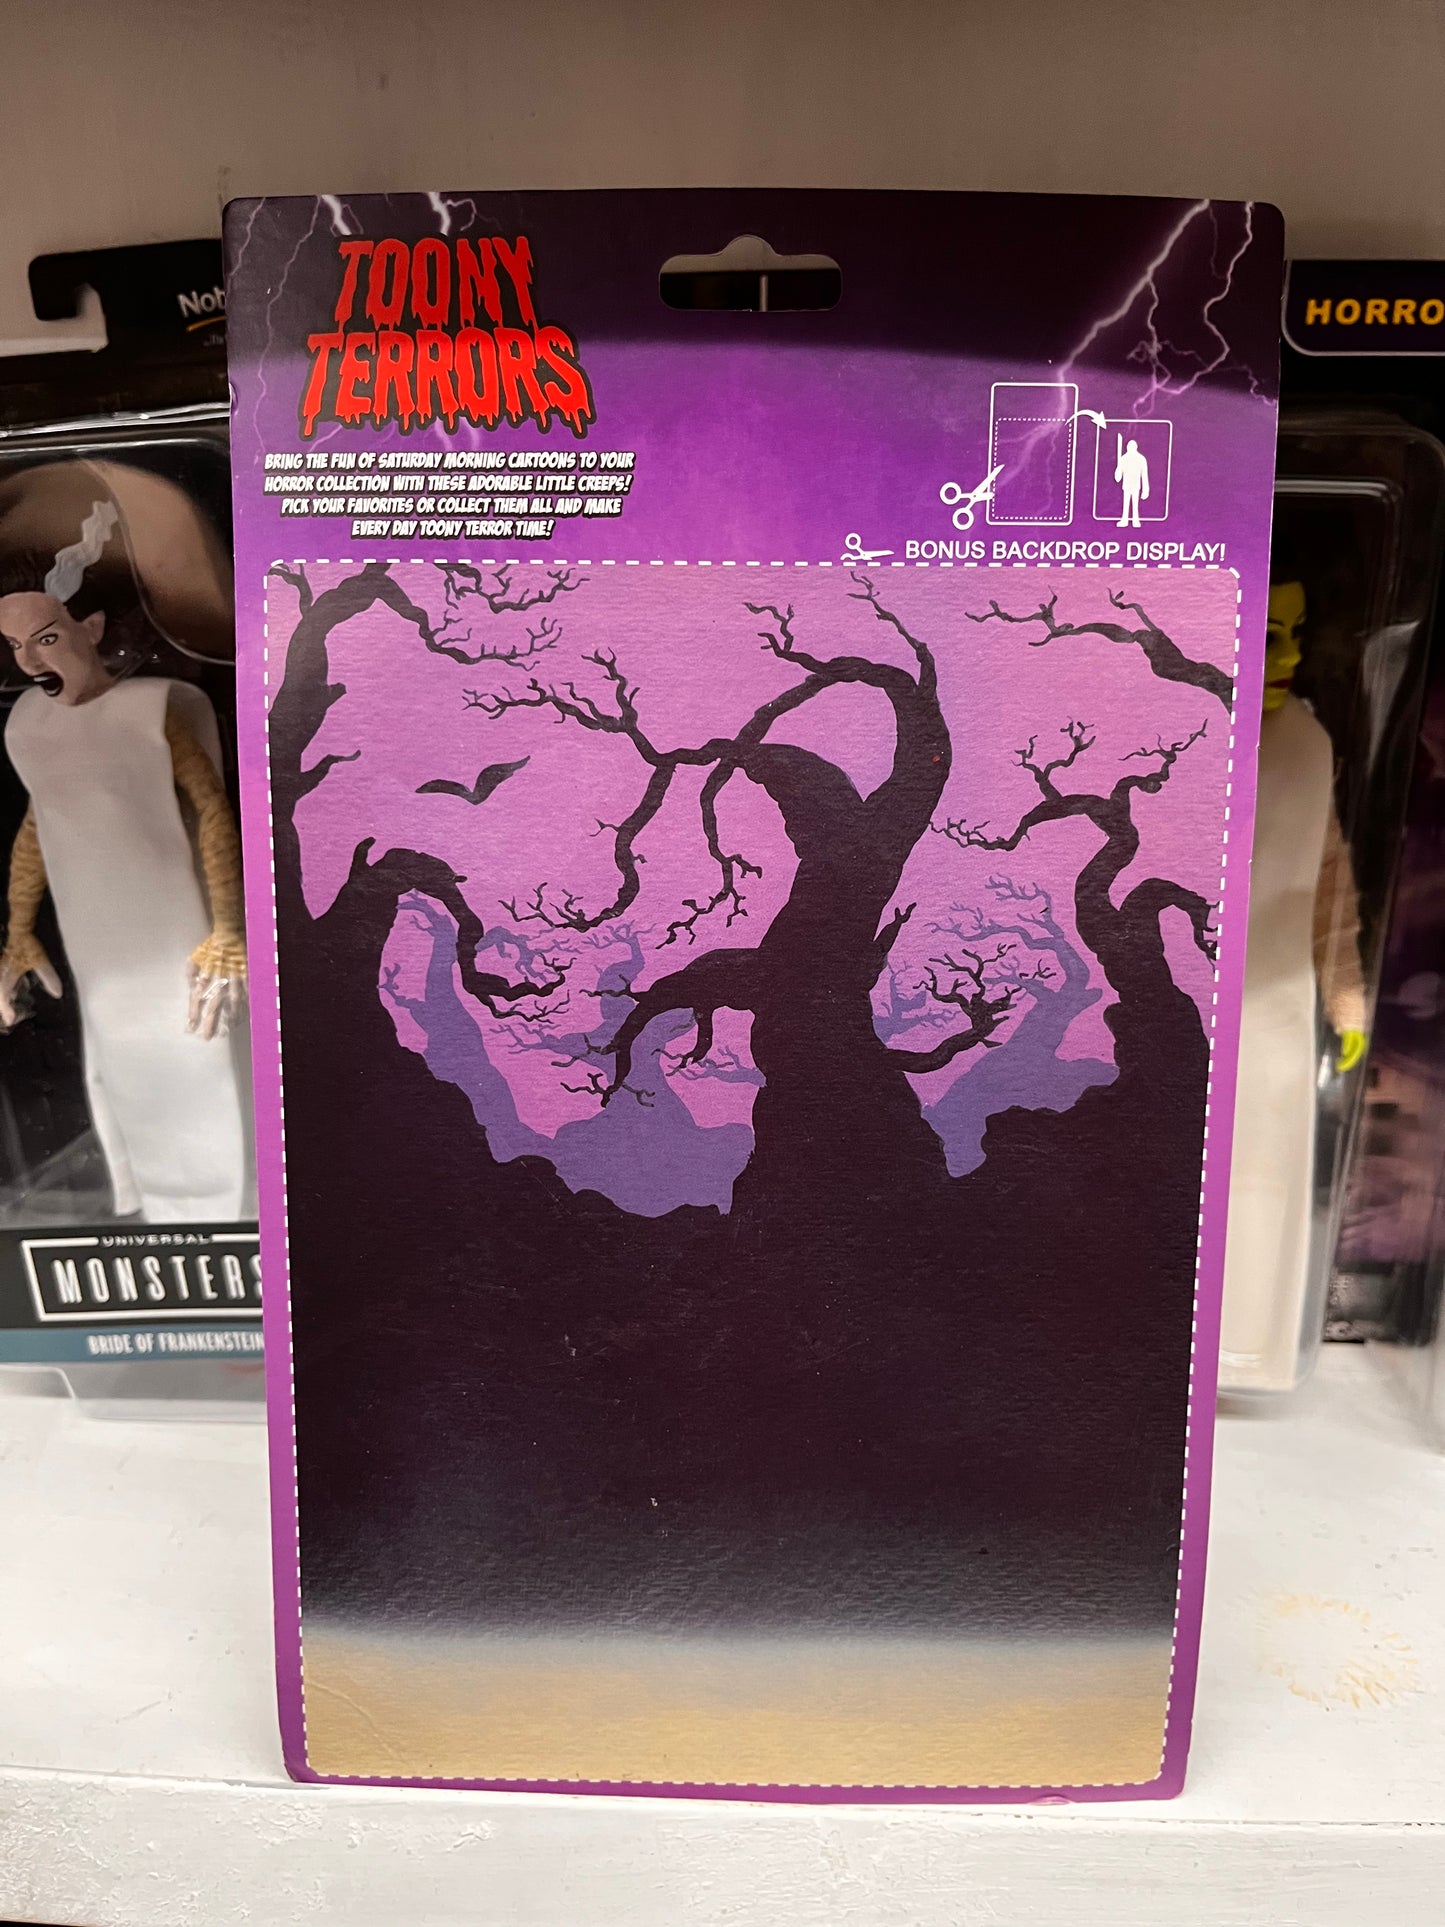 TOONY
TERRORS
BRING THE FUN OF SATURDAY MORNING CARTOONS TO YOUR
HORROR COLLECTION WITH THESE ADORABLE LITTLE CREEPS!
PICK YOUR FAVORITES OR COLLECT THEM ALL AND MAKE
EVERY DAY TOONY TERROR TIME!
BONUS BACKDROP DISPLAY!
Nob
HORRO
UNIVERSAL
MONSTERS
BRIDE OF FRANKENSTEIN